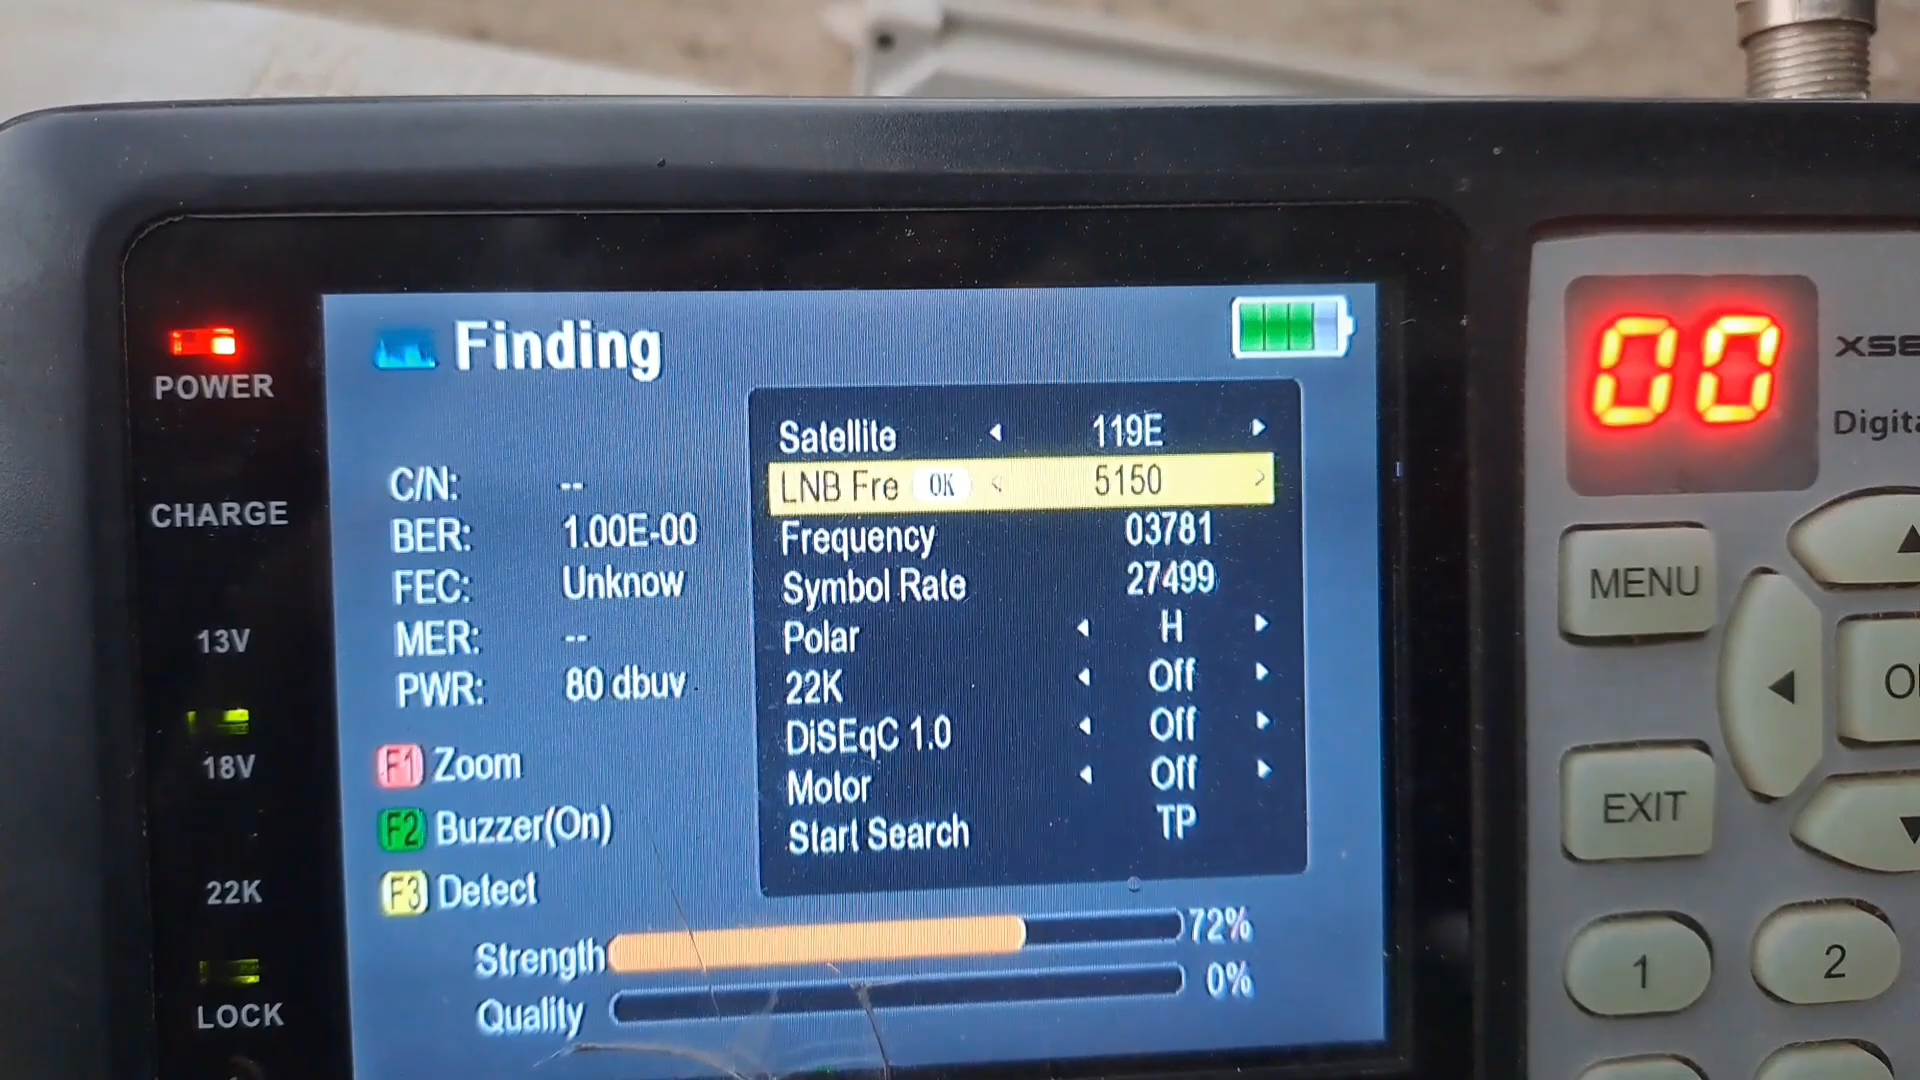 Finding
POWER
CHARGE
13V
18V
22K
LOCK
C/N: --
BER: 1.00E-00
FEC: Unknow
MER: --
PWR: 80 dbuv
F1 Zoom
F2 Buzzer(On)
F3 Detect
Satellite 119E
LNB Fre OK 5150
Frequency 03781
Symbol Rate 27499
Polar H
22K Off
DiSEqC 1.0 Off
Motor Off
Start Search TP
Strength 72%
Quality 0%
00
MENU
EXIT
1
2